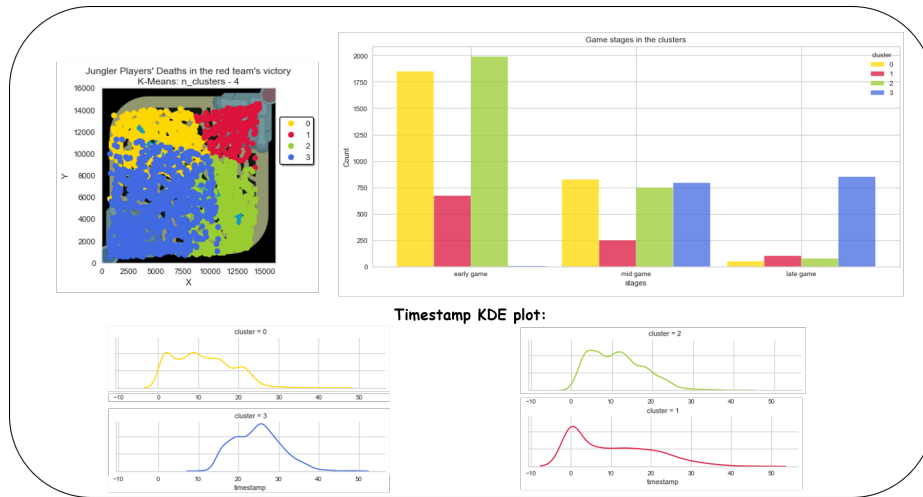 Jungler Players' Deaths in the red team's victory
K-Means: n_clusters - 4
16000
14000
12000
10000
8000
6000
4000
2000
0
Y
0 2500 5000 7500 10000 12500 15000
X
0
1
2
3
Game stages in the clusters
cluster
0
1
2
3
2000
1750
1500
1250
1000
750
500
250
0
Count
early game mid game late game
stages
Timestamp KDE plot:
cluster = 0
−10 0 10 20 30 40 50
cluster = 2
−10 0 10 20 30 40 50
cluster = 3
−10 0 10 20 30 40 50
timestamp
cluster = 1
−10 0 10 20 30 40 50
timestamp